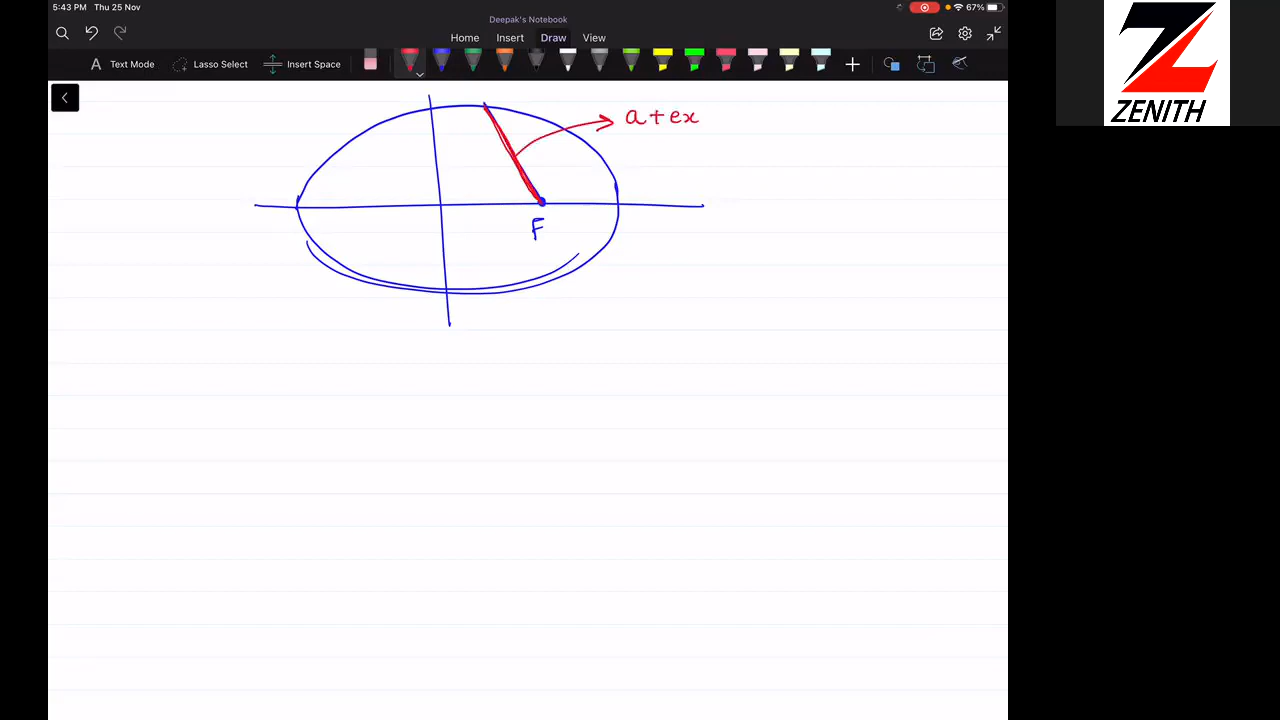 5:43 PM Thu 25 Nov
67%
Deepak's Notebook
Home Insert Draw View
A Text Mode
Lasso Select
Insert Space
a+ex
F
ZENITH